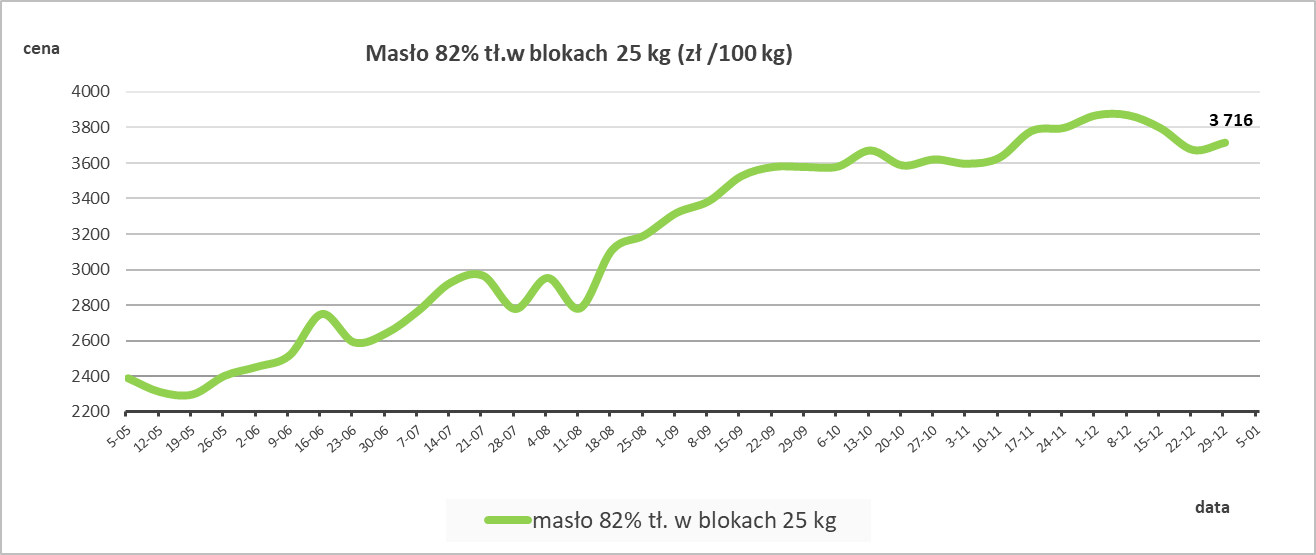 cena
Masło 82% tł.w blokach 25 kg (zł /100 kg)
4000
3800
3600
3400
3200
3000
2800
2600
2400
2200
3 716
5-05 12-05 19-05 26-05 2-06 9-06 16-06 23-06 30-06 7-07 14-07 21-07 28-07 4-08 11-08 18-08 25-08 1-09 8-09 15-09 22-09 29-09 6-10 13-10 20-10 27-10 3-11 10-11 17-11 24-11 1-12 8-12 15-12 22-12 29-12 5-01
data
masło 82% tł. w blokach 25 kg